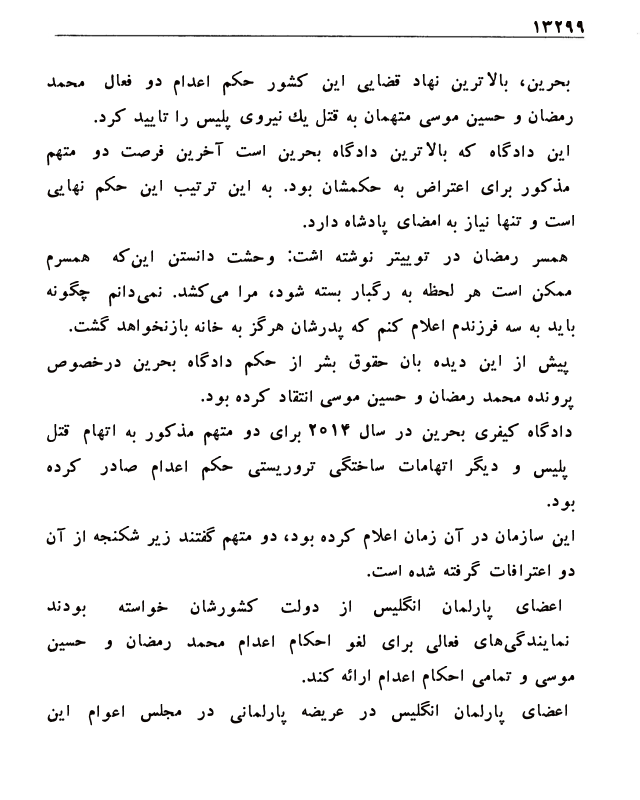 ۱۳۲۹۹
بحرین، بالاترین نهاد قضایی این کشور حکم اعدام دو فعال محمد
رمضان و حسین موسی متهمان به قتل یك نیروی پلیس را تایید کرد.
این دادگاه که بالاترین دادگاه بحرین است آخرین فرصت دو متهم
مذکور برای اعتراض به حکمشان بود. به این ترتیب این حکم نهایی
است و تنها نیاز به امضای پادشاه دارد.
همسر رمضان در توییتر نوشته اشت: وحشت دانستن این‌که همسرم
ممکن است هر لحظه به رگبار بسته شود، مرا می‌کشد. نمی‌دانم چگونه
باید به سه فرزندم اعلام کنم که پدرشان هرگز به خانه بازنخواهد گشت.
پیش از این دیده بان حقوق بشر از حکم دادگاه بحرین درخصوص
پرونده محمد رمضان و حسین موسی انتقاد کرده بود.
دادگاه کیفری بحرین در سال ۲۰۱۴ برای دو متهم مذکور به اتهام قتل
پلیس و دیگر اتهامات ساختگی تروریستی حکم اعدام صادر کرده
بود.
این سازمان در آن زمان اعلام کرده بود، دو متهم گفتند زیر شکنجه از آن
دو اعترافات گرفته شده است.
اعضای پارلمان انگلیس از دولت کشورشان خواسته بودند
نمایندگی‌های فعالی برای لغو احکام اعدام محمد رمضان و حسین
موسی و تمامی احکام اعدام ارائه کند.
اعضای پارلمان انگلیس در عریضه پارلمانی در مجلس اعوام این